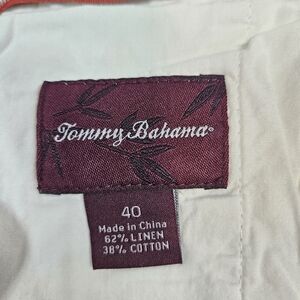 Tommy Bahama®
40
Made in China
62% LINEN
38% COTTON